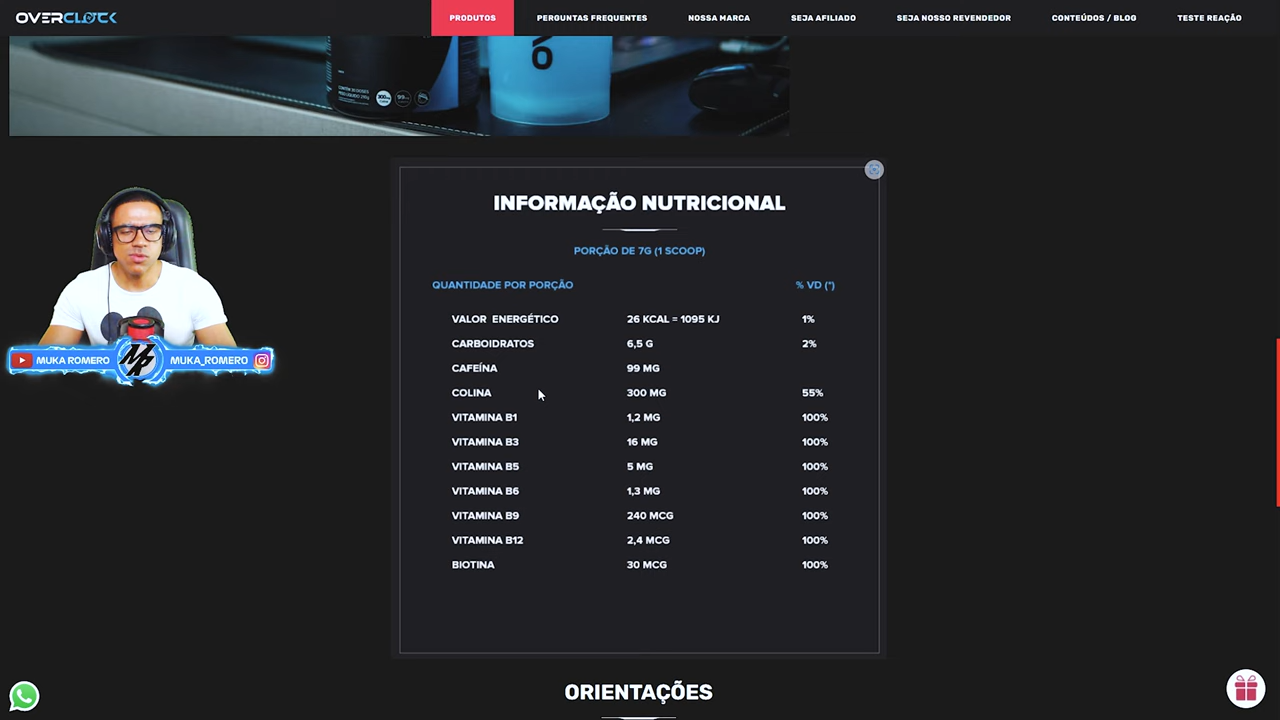 OVERCLOCK
PRODUTOS
PERGUNTAS FREQUENTES
NOSSA MARCA
SEJA AFILIADO
SEJA NOSSO REVENDEDOR
CONTEÚDOS / BLOG
TESTE REAÇÃO
300mg
INFORMAÇÃO NUTRICIONAL
PORÇÃO DE 7G (1 SCOOP)
QUANTIDADE POR PORÇÃO % VD (*)
VALOR ENERGÉTICO 26 KCAL = 1095 KJ 1%
CARBOIDRATOS 6,5 G 2%
CAFEÍNA 99 MG
COLINA 300 MG 55%
VITAMINA B1 1,2 MG 100%
VITAMINA B3 16 MG 100%
VITAMINA B5 5 MG 100%
VITAMINA B6 1,3 MG 100%
VITAMINA B9 240 MCG 100%
VITAMINA B12 2,4 MCG 100%
BIOTINA 30 MCG 100%
MUKA ROMERO
MUKA_ROMERO
ORIENTAÇÕES